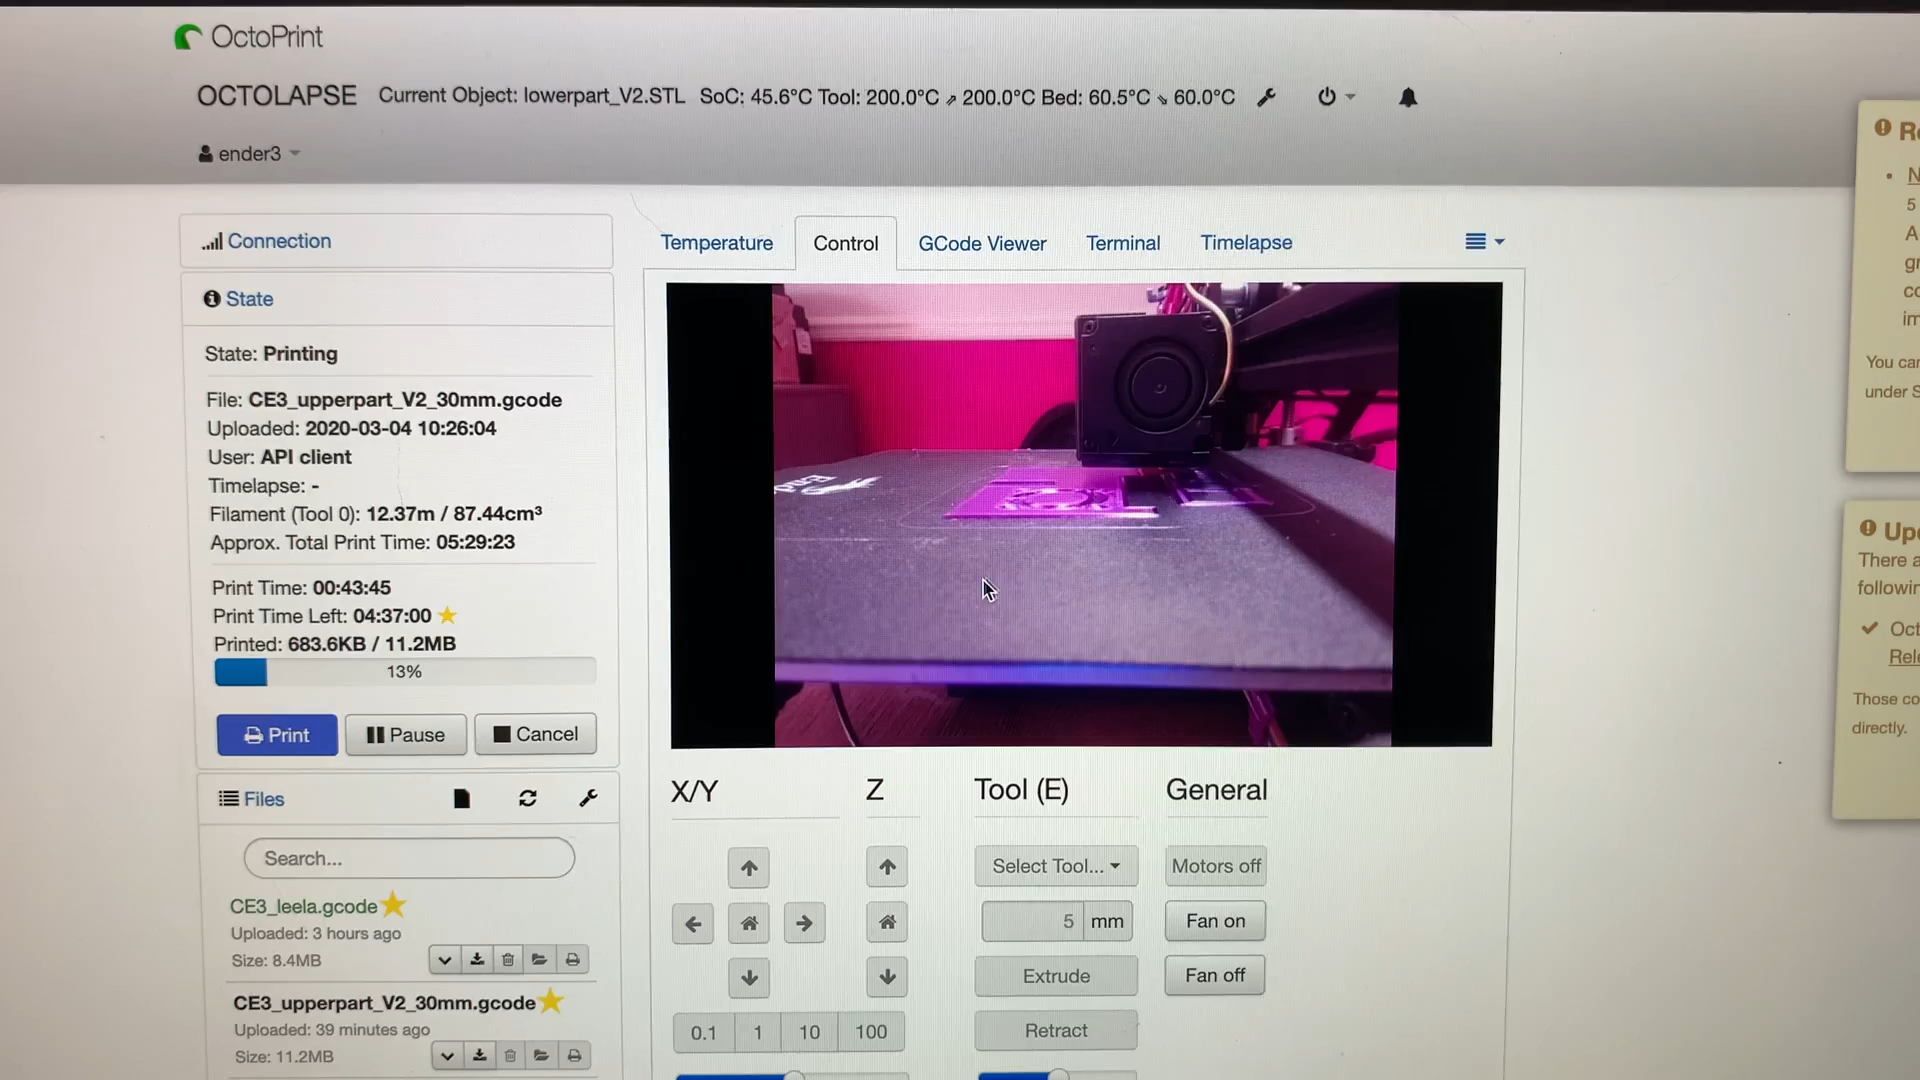 OctoPrint
OCTOLAPSE Current Object: lowerpart_V2.STL SoC: 45.6°C Tool: 200.0°C ⇗ 200.0°C Bed: 60.5°C ⇘ 60.0°C
ender3
Connection
State
State: Printing
File: CE3_upperpart_V2_30mm.gcode
Uploaded: 2020-03-04 10:26:04
User: API client
Timelapse: -
Filament (Tool 0): 12.37m / 87.44cm³
Approx. Total Print Time: 05:29:23
Print Time: 00:43:45
Print Time Left: 04:37:00
Printed: 683.6KB / 11.2MB
13%
Print Pause Cancel
Files
Search...
CE3_leela.gcode
Uploaded: 3 hours ago
Size: 8.4MB
CE3_upperpart_V2_30mm.gcode
Uploaded: 39 minutes ago
Size: 11.2MB
Temperature Control GCode Viewer Terminal Timelapse
X/Y Z Tool (E) General
Select Tool... Motors off
5 mm Fan on
Extrude Fan off
0.1 1 10 100 Retract
5
You can
under S
There a
following
Oct
Rele
Those co
directly.